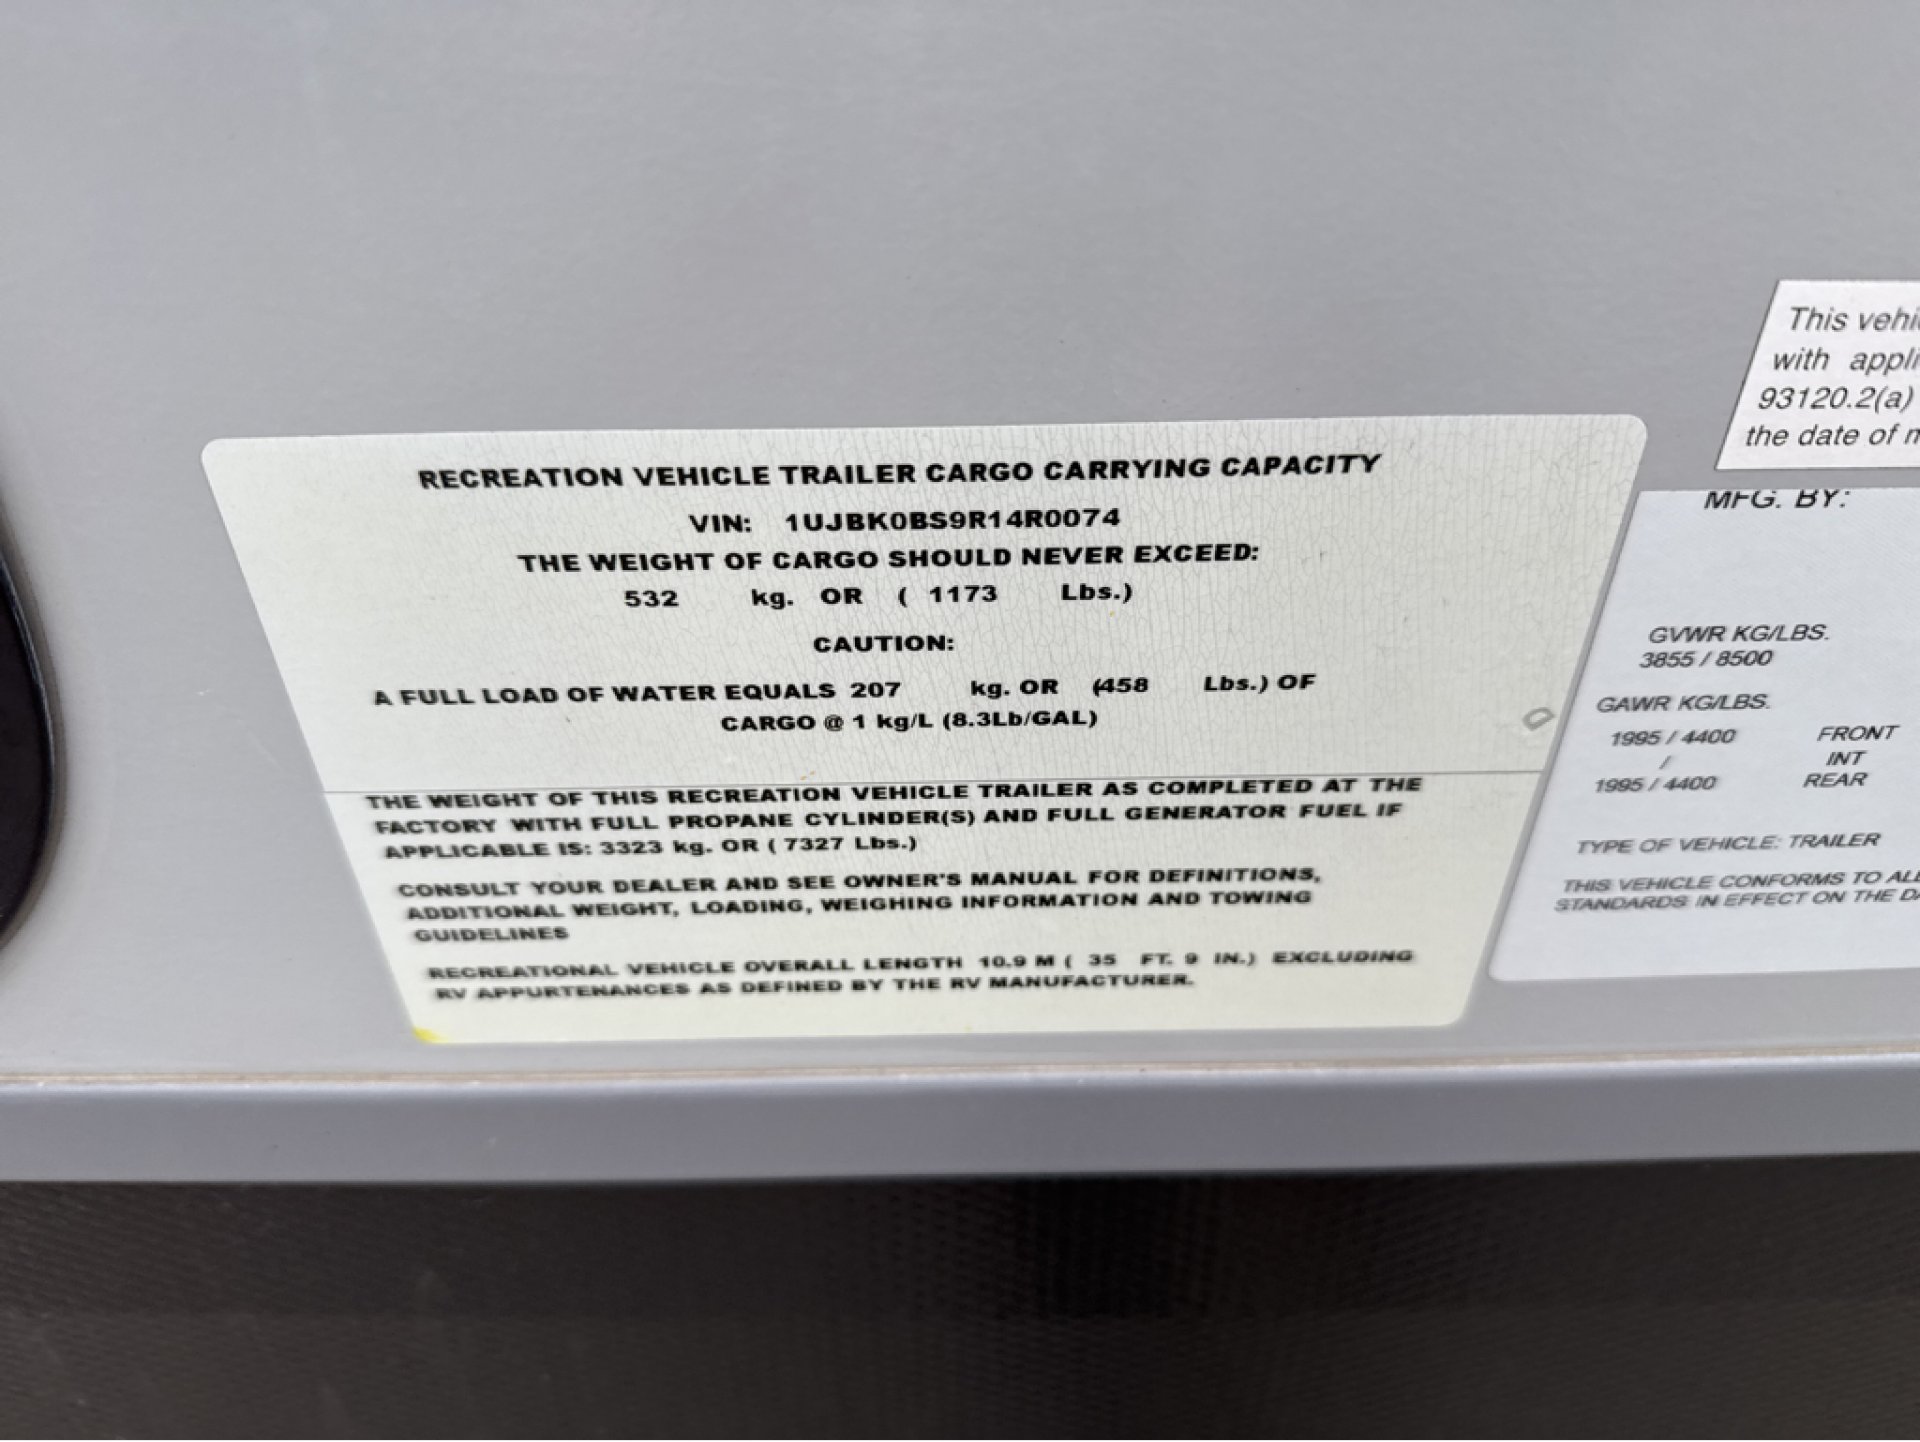 RECREATION VEHICLE TRAILER CARGO CARRYING CAPACITY
VIN: 1UJBK0BS9R14R0074
THE WEIGHT OF CARGO SHOULD NEVER EXCEED:
532 kg. OR ( 1173 Lbs.)
CAUTION:
A FULL LOAD OF WATER EQUALS 207 kg. OR (458 Lbs.) OF
CARGO @ 1 kg/L (8.3Lb/GAL)
THE WEIGHT OF THIS RECREATION VEHICLE TRAILER AS COMPLETED AT THE
FACTORY WITH FULL PROPANE CYLINDER(S) AND FULL GENERATOR FUEL IF
APPLICABLE IS: 3323 kg. OR ( 7327 Lbs.)
CONSULT YOUR DEALER AND SEE OWNER'S MANUAL FOR DEFINITIONS,
ADDITIONAL WEIGHT, LOADING, WEIGHING INFORMATION AND TOWING
GUIDELINES
RECREATIONAL VEHICLE OVERALL LENGTH 10.9 M ( 35 FT. 9 IN.) EXCLUDING
RV APPURTENANCES AS DEFINED BY THE RV MANUFACTURER.
This
with
93120.2(a)
the date of
MFG. BY:
GVWR KG/LBS.
3855 / 8500
GAWR KG/LBS.
1995 / 4400 FRONT
/ INT
1995 / 4400 REAR
TYPE OF VEHICLE: TRAILER
THIS VEHICLE CONFORMS TO
STANDARDS IN EFFECT ON THE